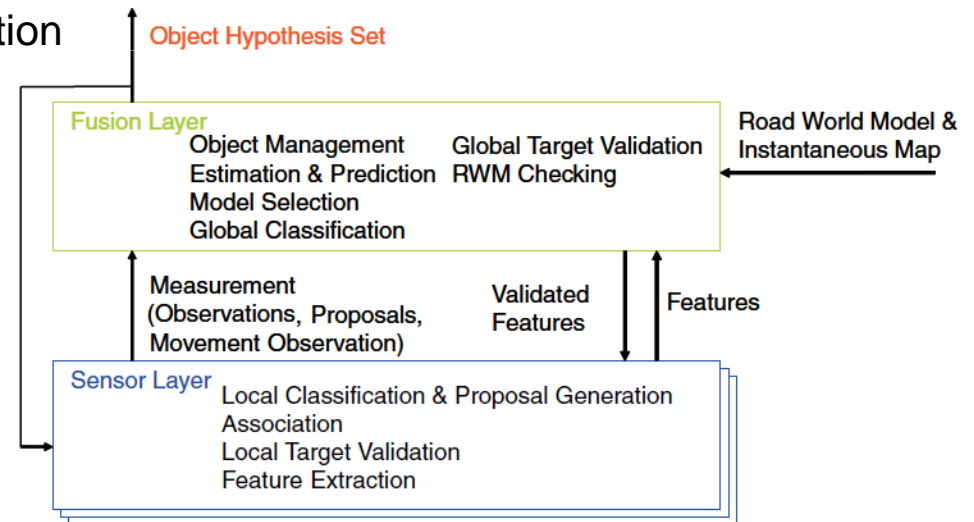 tion
Object Hypothesis Set
Fusion Layer
Object Management
Estimation & Prediction
Model Selection
Global Classification
Global Target Validation
RWM Checking
Road World Model &
Instantaneous Map
Measurement
(Observations, Proposals,
Movement Observation)
Validated
Features
Features
Sensor Layer
Local Classification & Proposal Generation
Association
Local Target Validation
Feature Extraction